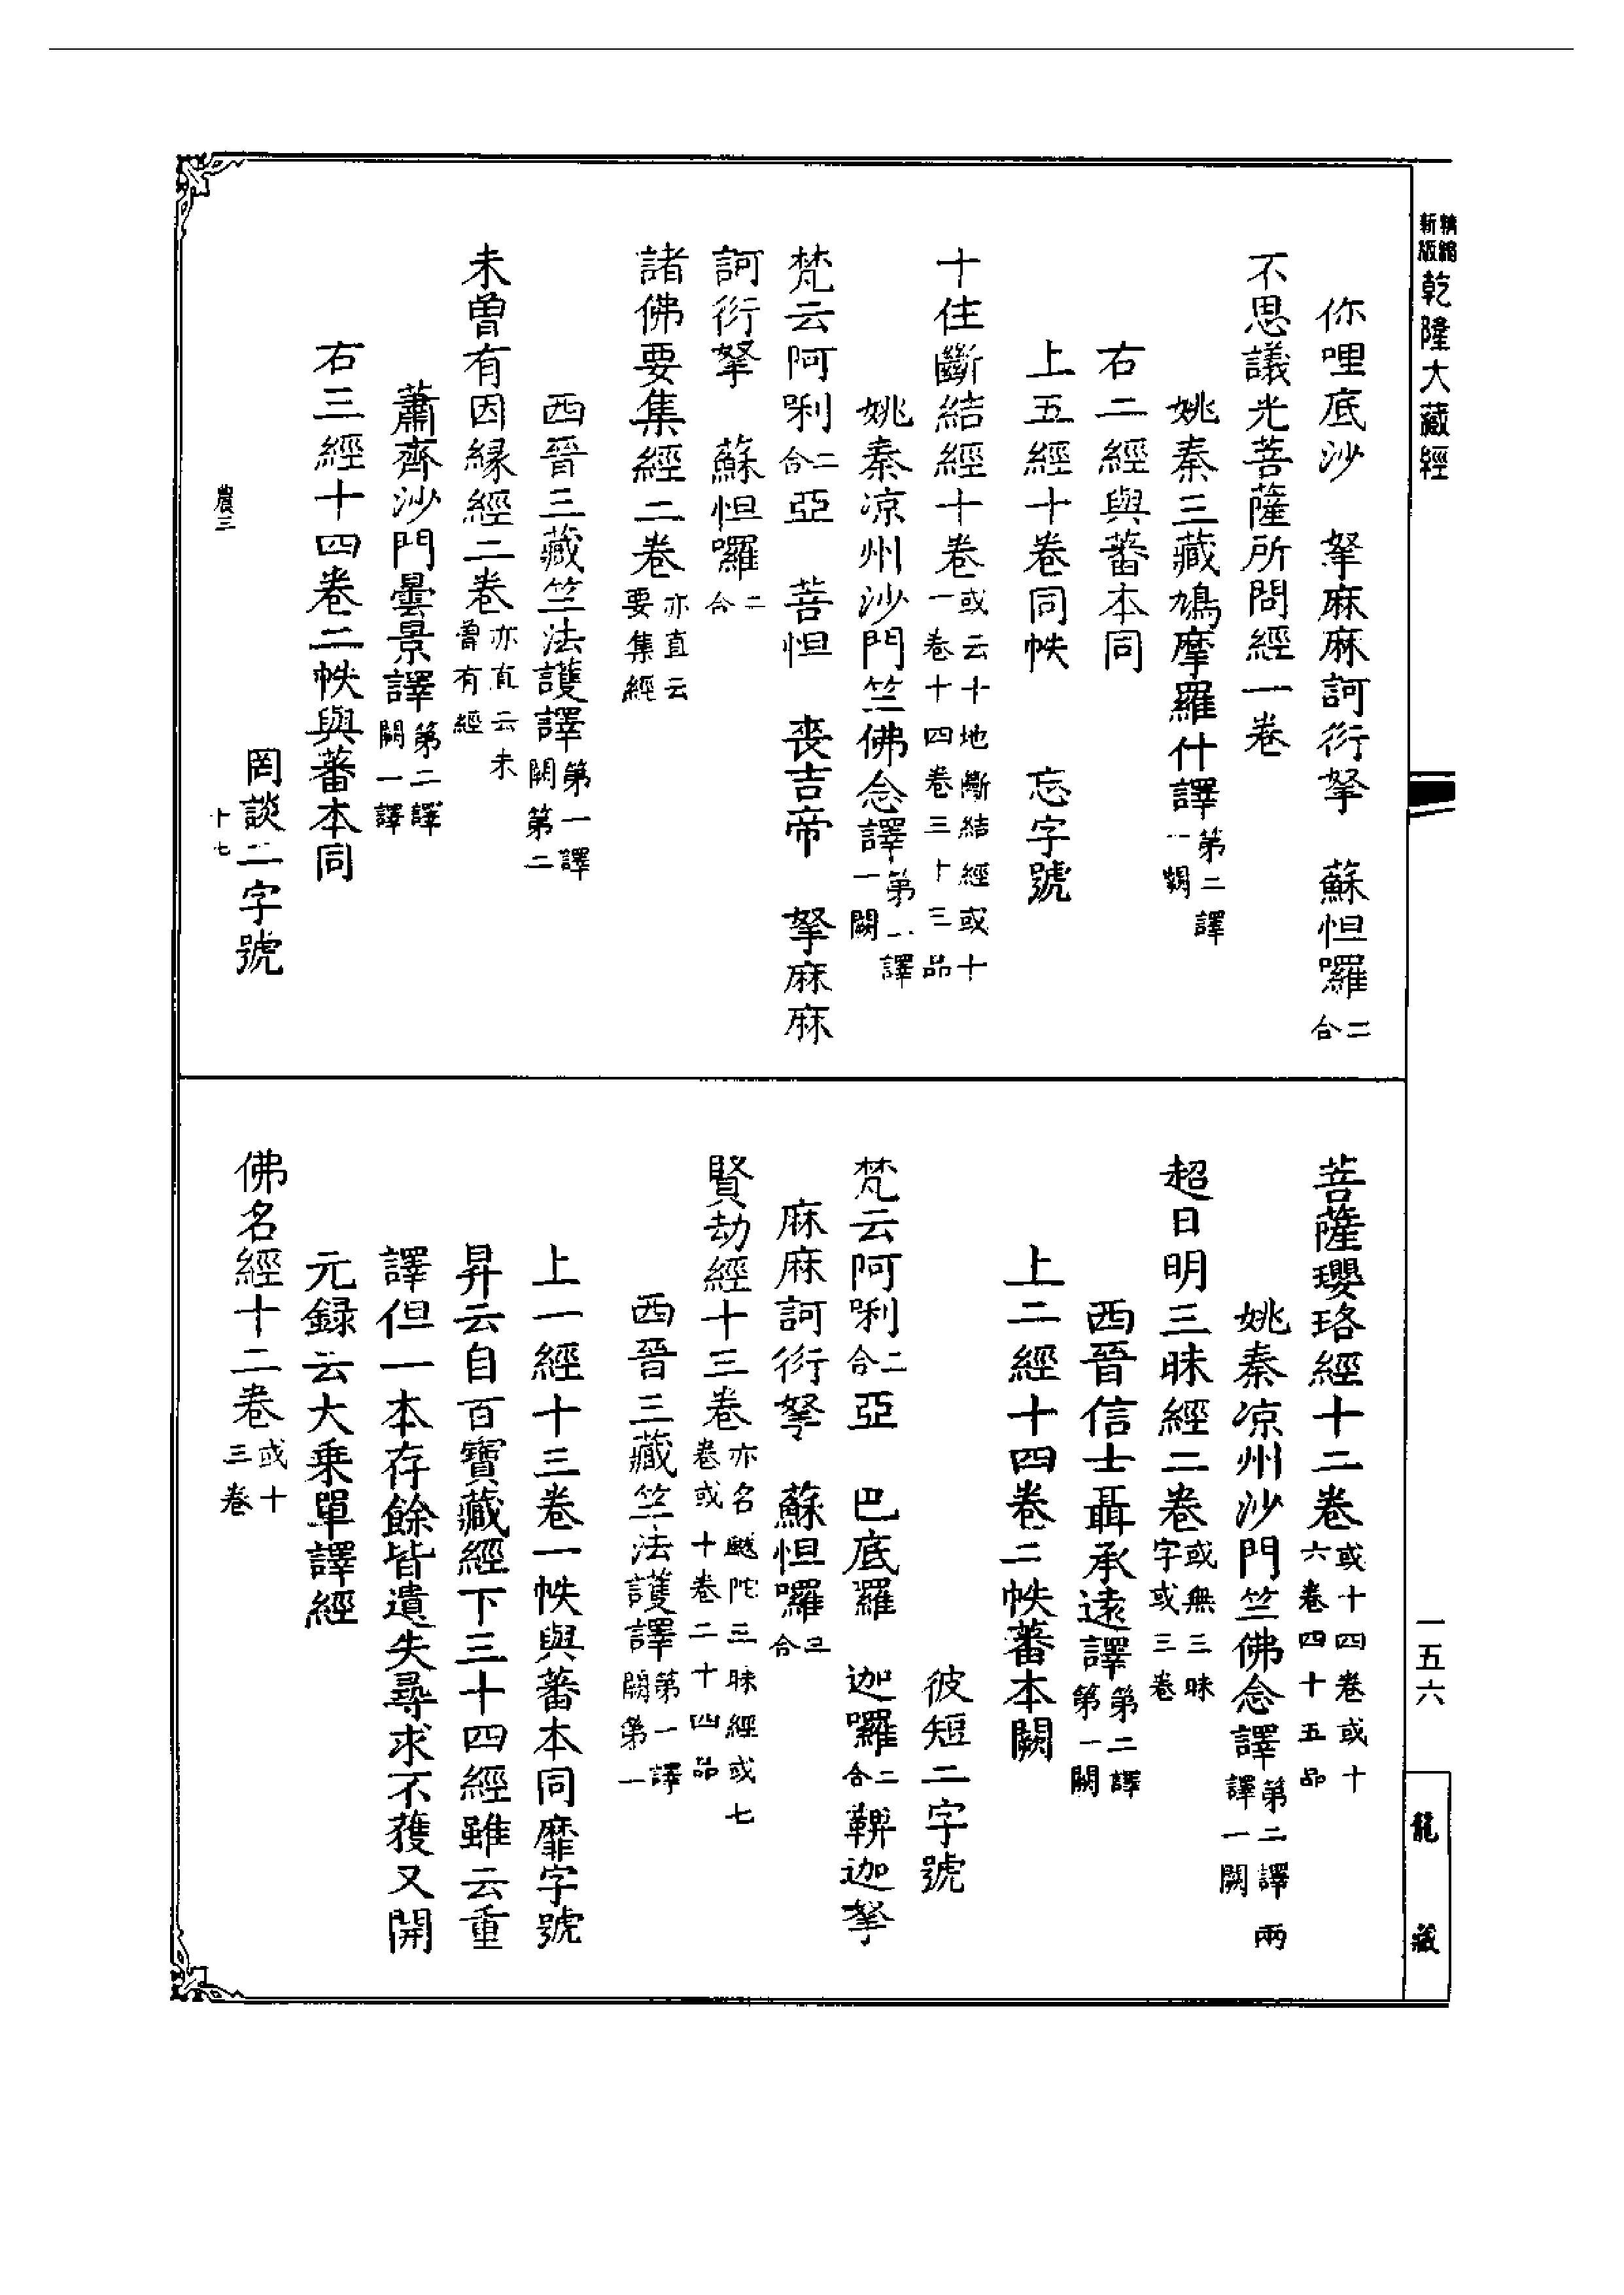 精縮新版乾隆大藏經
你哩底沙　拏麻麻訶衍拏　蘇怛囉二合
不思議光菩薩所問經一卷
姚秦三藏鳩摩羅什譯第二譯一闕
右二經與蕃本同
上五經十卷同帙　忘字號
十住斷結經十卷或云十地斷結經或十一卷十四卷三十三品
姚秦凉州沙門竺佛念譯第一譯一闕
梵云阿唎二合亞　菩怛　喪吉帝　拏麻麻
訶衍拏　蘇怛囉二合
諸佛要集經二卷亦直云要集經
西晉三藏竺法護譯第一譯闕第二
未曾有因緣經二卷亦直云未曾有經
蕭齊沙門曇景譯第二譯闕一譯
右三經十四卷二帙與蕃本同
罔談二字號
農三
十七
菩薩瓔珞經十二卷或十四卷或十六卷四十五品
姚秦凉州沙門竺佛念譯第二譯兩譯一闕
超日明三昧經二卷或無三昧字或三卷
西晉信士聶承遠譯第二譯第一闕
上二經十四卷二帙蕃本闕
彼短二字號
梵云阿唎二合亞　巴底羅　迦囉二合鞞迦拏
麻麻訶衍拏　蘇怛囉二合
賢劫經十三卷亦名颰陀三昧經或七卷或十卷二十四品
西晉三藏竺法護譯第一譯闕第一
上一經十三卷一帙與蕃本同靡字號
昇云自百寶藏經下三十四經雖云重
譯但一本存餘皆遺失尋求不獲又開
元録云大乗單譯經
佛名經十二卷或十三卷
一五六
龍藏